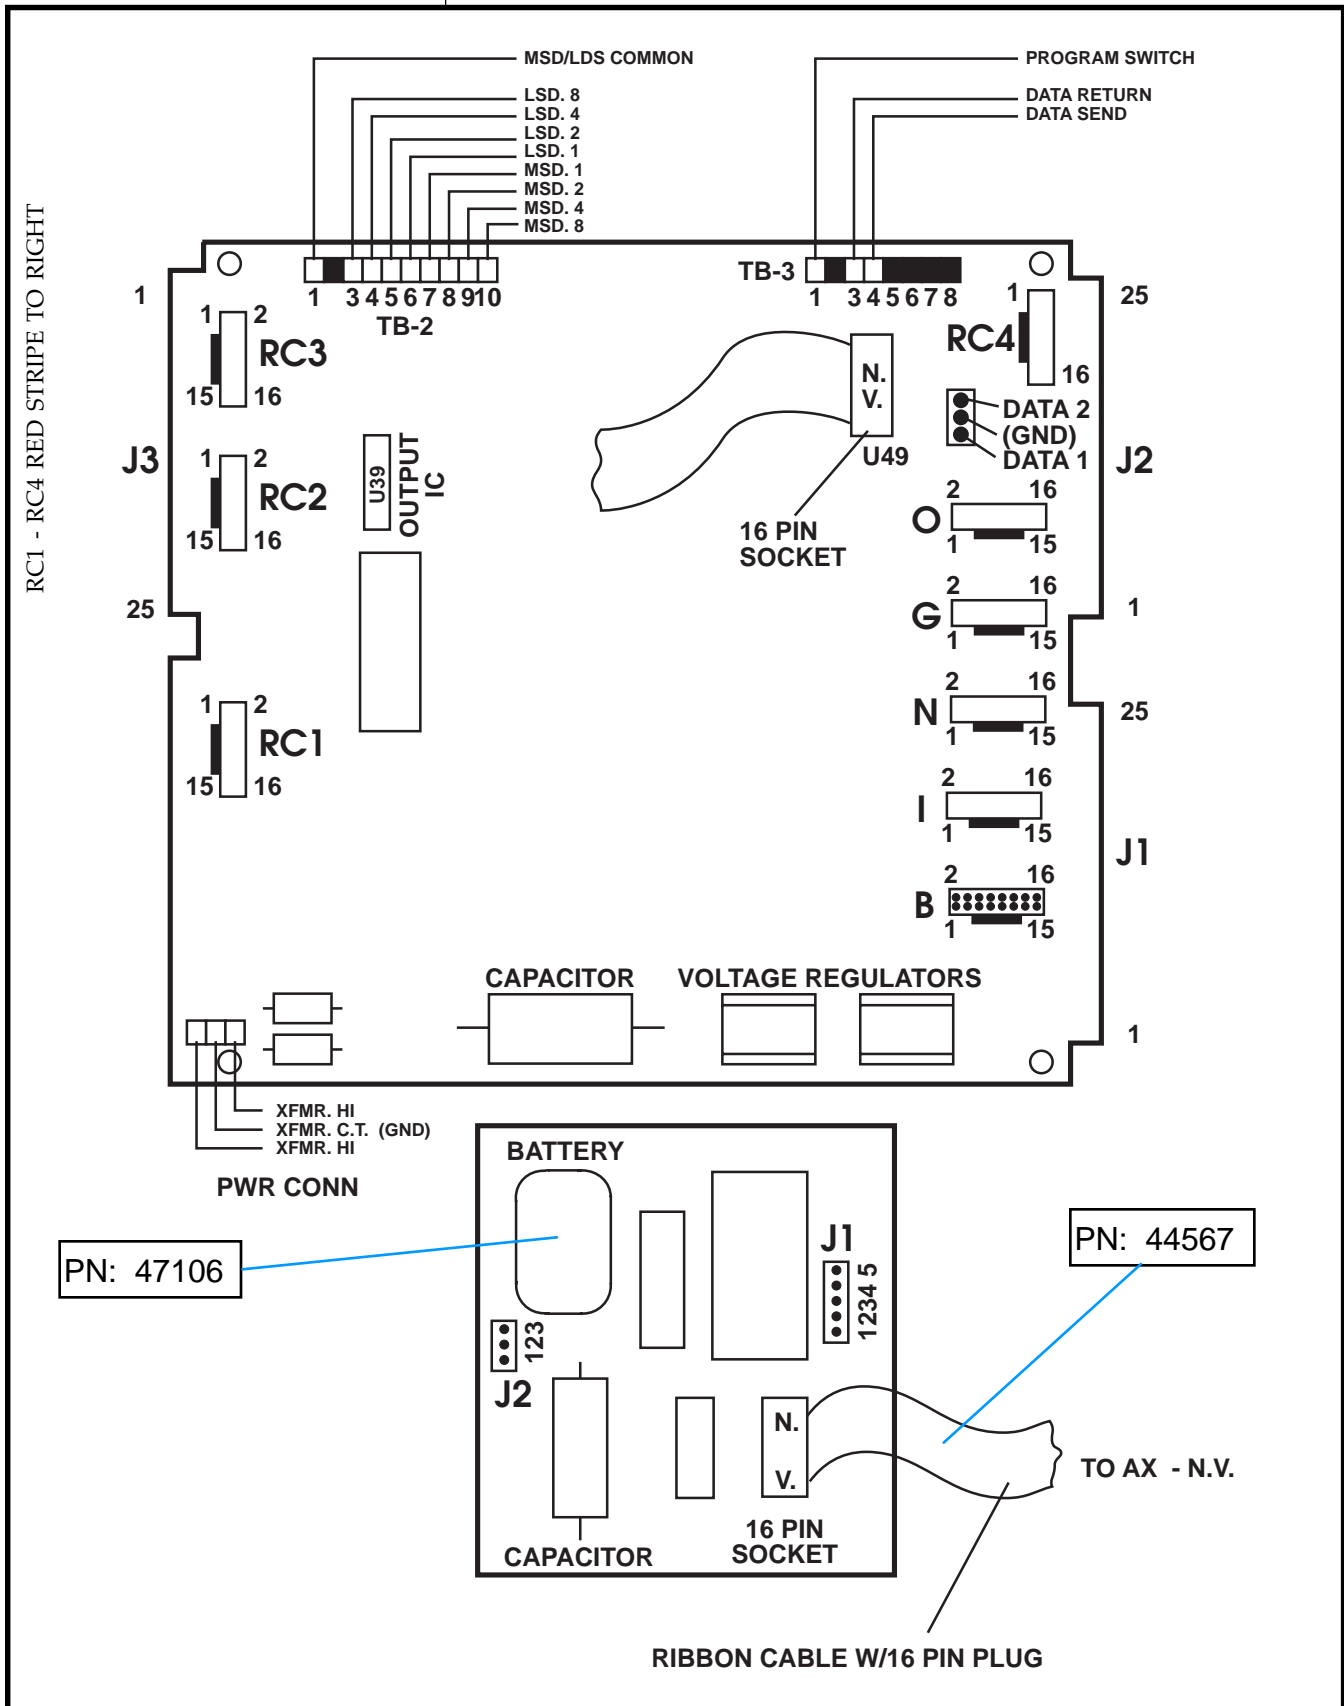 MSD/LDS COMMON
LSD. 8
LSD. 4
LSD. 2
LSD. 1
MSD. 1
MSD. 2
MSD. 4
MSD. 8
PROGRAM SWITCH
DATA RETURN
DATA SEND
RC1 - RC4 RED STRIPE TO RIGHT
1 3 4 5 6 7 8 9 10
TB-2
TB-3
1 3 4 5 6 7 8
1
J3
25
1 2
RC3
15 16
1 2
RC2
15 16
1 2
RC1
15 16
U39
OUTPUT
IC
N.
V.
U49
16 PIN
SOCKET
1
RC4
16
DATA 2
(GND)
DATA 1
25
J2
1
2 16
O
1 15
2 16
G
1 15
2 16
N
1 15
2 16
I
1 15
2 16
B
1 15
25
J1
1
CAPACITOR
VOLTAGE REGULATORS
XFMR. HI
XFMR. C.T. (GND)
XFMR. HI
PWR CONN
BATTERY
PN: 47106
PN: 44567
J1
1234 5
123
J2
N.
V.
16 PIN
SOCKET
CAPACITOR
TO AX - N.V.
RIBBON CABLE W/16 PIN PLUG